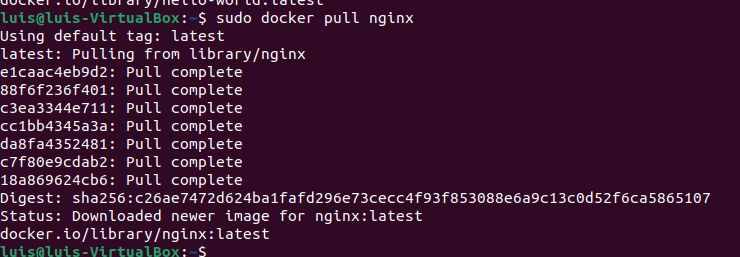 docker.io/library/hello-world:latest
luis@luis-VirtualBox:~$ sudo docker pull nginx
Using default tag: latest
latest: Pulling from library/nginx
e1caac4eb9d2: Pull complete
88f6f236f401: Pull complete
c3ea3344e711: Pull complete
cc1bb4345a3a: Pull complete
da8fa4352481: Pull complete
c7f80e9cdab2: Pull complete
18a869624cb6: Pull complete
Digest: sha256:c26ae7472d624ba1fafd296e73cecc4f93f853088e6a9c13c0d52f6ca5865107
Status: Downloaded newer image for nginx:latest
docker.io/library/nginx:latest
luis@luis-VirtualBox:~$